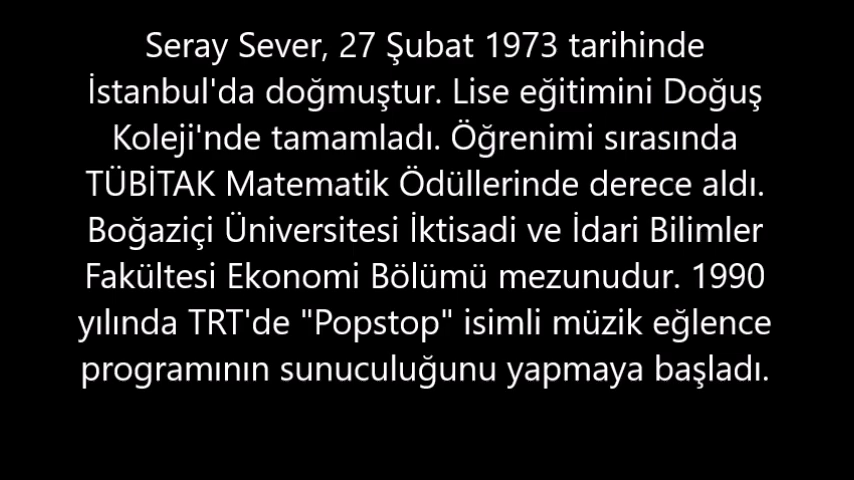 Seray Sever, 27 Şubat 1973 tarihinde
İstanbul'da doğmuştur. Lise eğitimini Doğuş
Koleji'nde tamamladı. Öğrenimi sırasında
TÜBİTAK Matematik Ödüllerinde derece aldı.
Boğaziçi Üniversitesi İktisadi ve İdari Bilimler
Fakültesi Ekonomi Bölümü mezunudur. 1990
yılında TRT'de "Popstop" isimli müzik eğlence
programının sunuculuğunu yapmaya başladı.